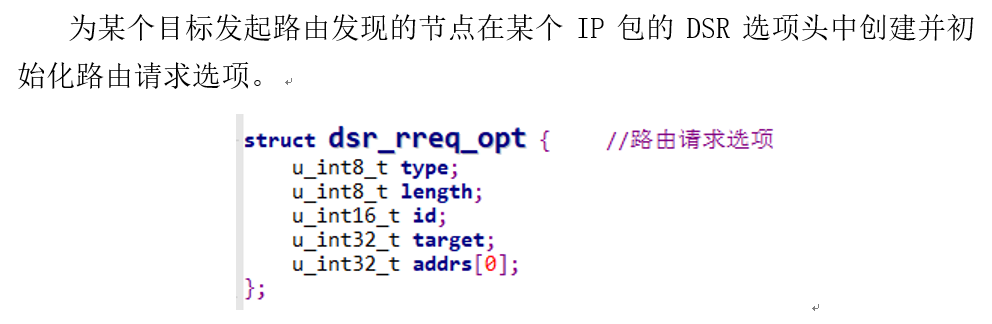 为某个目标发起路由发现的节点在某个 IP 包的 DSR 选项头中创建并初
始化路由请求选项。
struct dsr_rreq_opt { //路由请求选项
u_int8_t type;
u_int8_t length;
u_int16_t id;
u_int32_t target;
u_int32_t addrs[0];
};